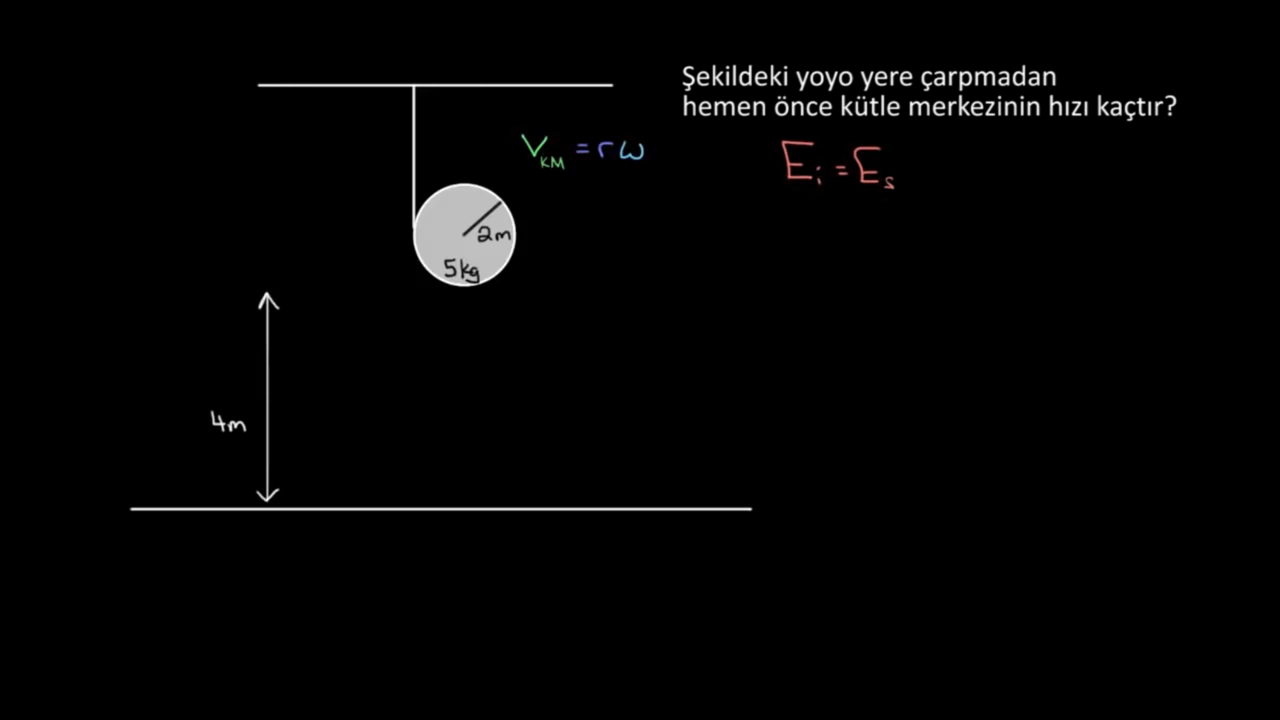 Şekildeki yoyo yere çarpmadan
hemen önce kütle merkezinin hızı kaçtır?
V_KM = rω
E_i = E_s
2m
5kg
4m